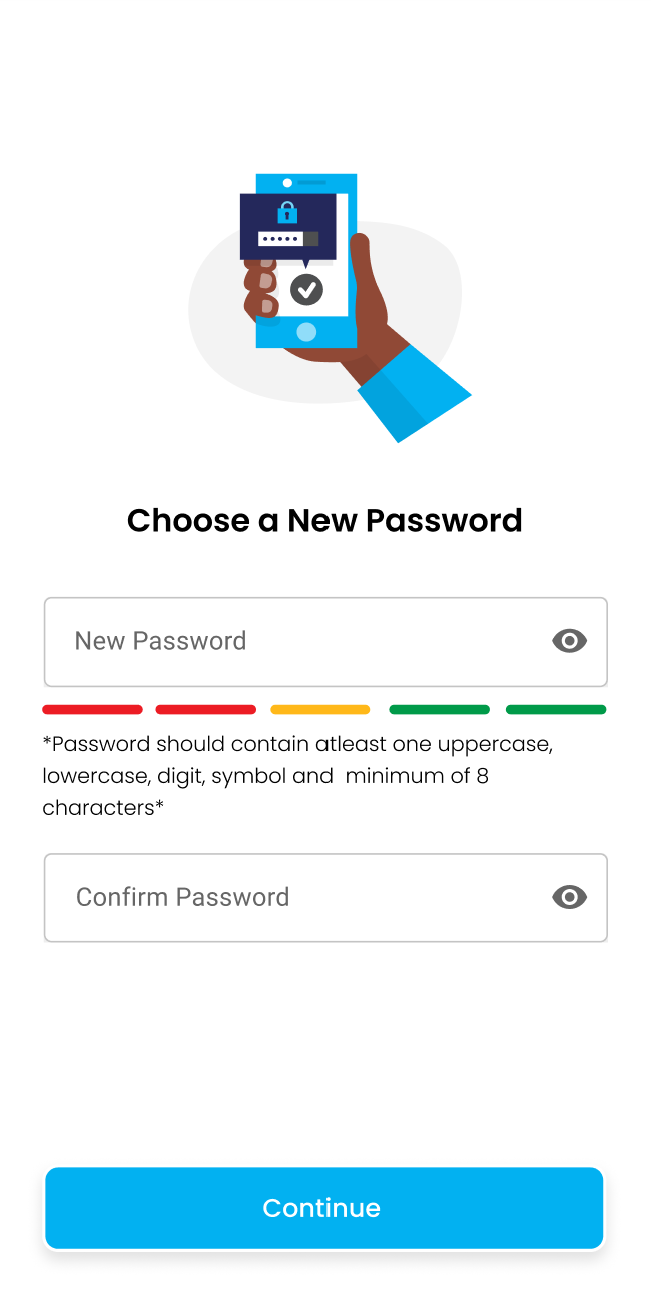 Choose a New Password
New Password
*Password should contain atleast one uppercase,
lowercase, digit, symbol and  minimum of 8
characters*
Confirm Password
Continue